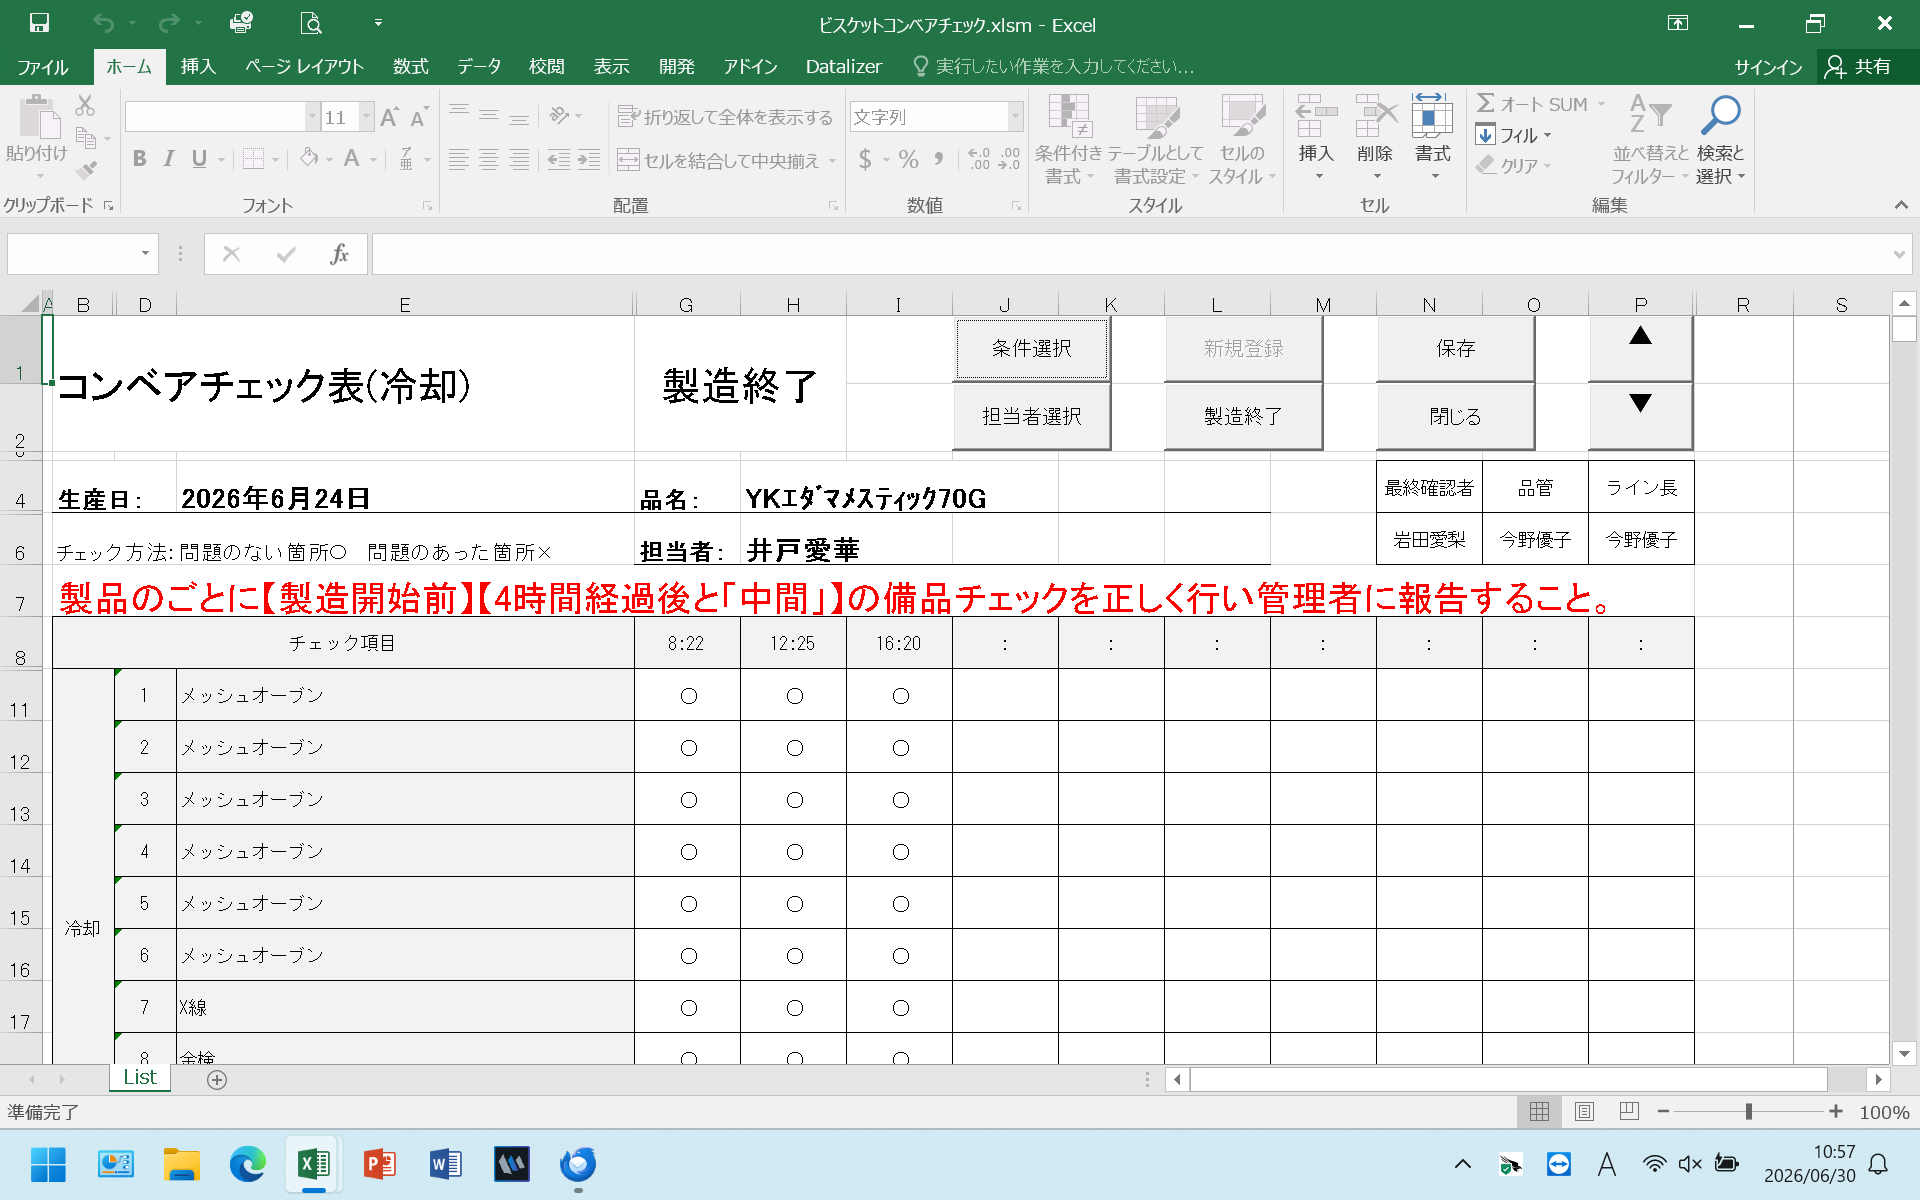 ビスケットコンベアチェック.xlsm - Excel
ファイル ホーム 挿入 ページ レイアウト 数式 データ 校閲 表示 開発 アドイン Datalizer 実行したい作業を入力してください... サインイン 共有
11 折り返して全体を表示する 文字列 オート SUM
貼り付け B I U A セルを結合して中央揃え $ % 条件付き書式 テーブルとして書式設定 セルのスタイル 挿入 削除 書式 フィル クリア 並べ替えとフィルター 検索と選択
クリップボード フォント 配置 数値 スタイル セル 編集
fx
A B D E G H I J K L M N O P R S
1 コンベアチェック表(冷却) 製造終了 条件選択 新規登録 保存 ▲
2 担当者選択 製造終了 閉じる ▼
3
4 生産日: 2026年6月24日 品名: YKエダマメスティック70G 最終確認者 品管 ライン長
6 チェック方法:問題のない箇所○ 問題のあった箇所× 担当者: 井戸愛華 岩田愛梨 今野優子 今野優子
7 製品のごとに【製造開始前】【4時間経過後と「中間」】の備品チェックを正しく行い管理者に報告すること。
8 チェック項目 8:22 12:25 16:20 : : : : : : :
11 1 メッシュオーブン ○ ○ ○
12 2 メッシュオーブン ○ ○ ○
13 3 メッシュオーブン ○ ○ ○
14 4 メッシュオーブン ○ ○ ○
15 冷却 5 メッシュオーブン ○ ○ ○
16 6 メッシュオーブン ○ ○ ○
17 7 X線 ○ ○ ○
8 金検 ○ ○ ○
List
準備完了 100%
A 10:57
2026/06/30